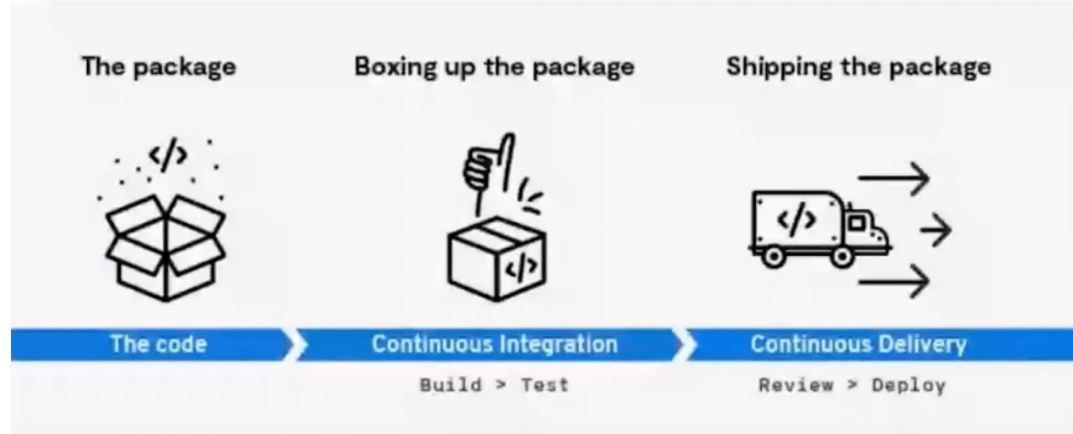 The package
Boxing up the package
Shipping the package
</>
</>
</>
The code
Continuous Integration
Continuous Delivery
Build > Test
Review > Deploy